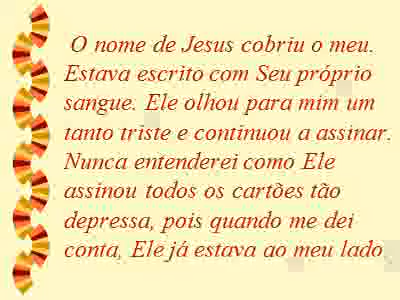 O nome de Jesus cobriu o meu.
Estava escrito com Seu próprio
sangue. Ele olhou para mim um
tanto triste e continuou a assinar.
Nunca entenderei como Ele
assinou todos os cartões tão
depressa, pois quando me dei
conta, Ele já estava ao meu lado